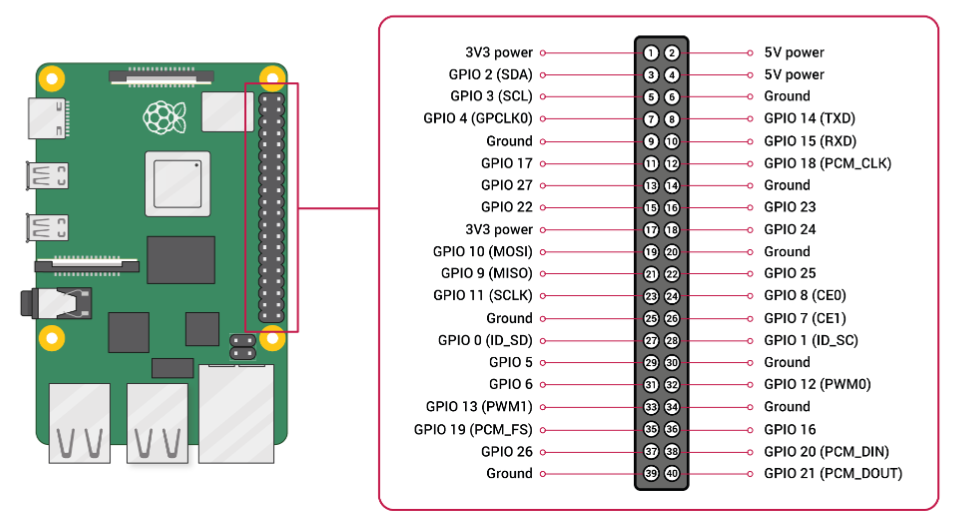 3V3 power 1 2 5V power
GPIO 2 (SDA) 3 4 5V power
GPIO 3 (SCL) 5 6 Ground
GPIO 4 (GPCLK0) 7 8 GPIO 14 (TXD)
Ground 9 10 GPIO 15 (RXD)
GPIO 17 11 12 GPIO 18 (PCM_CLK)
GPIO 27 13 14 Ground
GPIO 22 15 16 GPIO 23
3V3 power 17 18 GPIO 24
GPIO 10 (MOSI) 19 20 Ground
GPIO 9 (MISO) 21 22 GPIO 25
GPIO 11 (SCLK) 23 24 GPIO 8 (CE0)
Ground 25 26 GPIO 7 (CE1)
GPIO 0 (ID_SD) 27 28 GPIO 1 (ID_SC)
GPIO 5 29 30 Ground
GPIO 6 31 32 GPIO 12 (PWM0)
GPIO 13 (PWM1) 33 34 Ground
GPIO 19 (PCM_FS) 35 36 GPIO 16
GPIO 26 37 38 GPIO 20 (PCM_DIN)
Ground 39 40 GPIO 21 (PCM_DOUT)